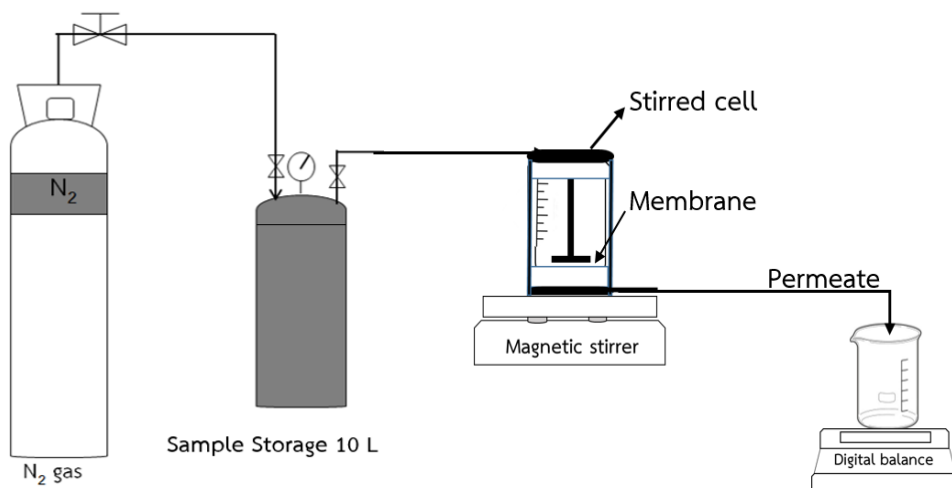 N₂
N₂ gas
Sample Storage 10 L
Stirred cell
Membrane
Magnetic stirrer
Permeate
Digital balance